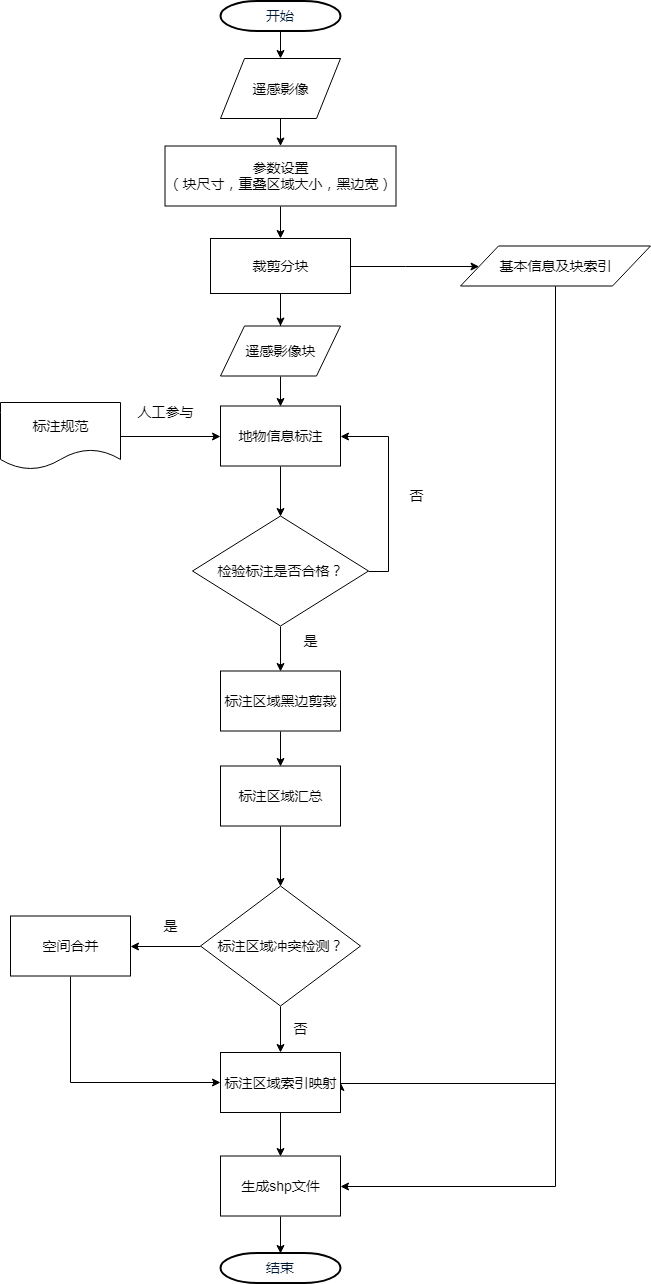 开始
遥感影像
参数设置
（块尺寸，重叠区域大小，黑边宽）
裁剪分块
基本信息及块索引
遥感影像块
标注规范
人工参与
地物信息标注
否
检验标注是否合格？
是
标注区域黑边剪裁
标注区域汇总
是
空间合并
标注区域冲突检测？
否
标注区域索引映射
生成shp文件
结束